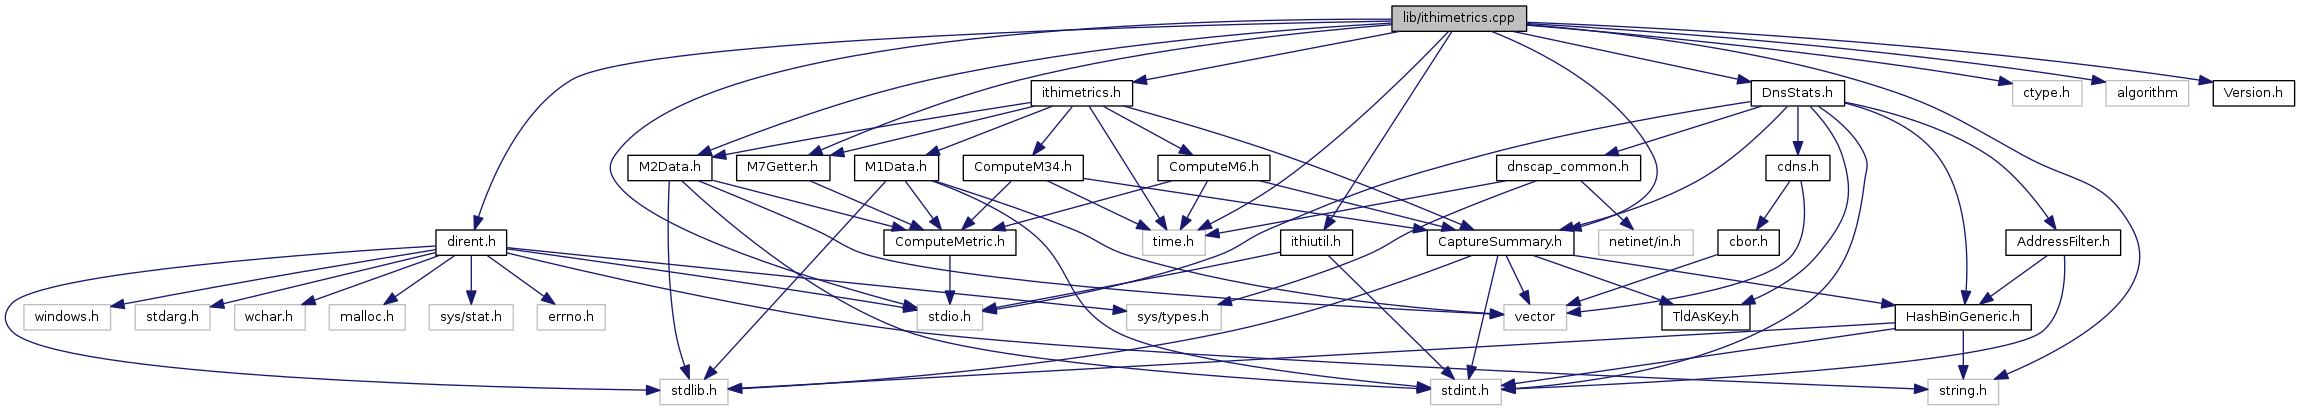 lib/ithimetrics.cpp
ithimetrics.h
DnsStats.h
ctype.h
algorithm
Version.h
M2Data.h
M7Getter.h
M1Data.h
ComputeM34.h
ComputeM6.h
dnscap_common.h
cdns.h
dirent.h
ComputeMetric.h
time.h
ithiutil.h
CaptureSummary.h
netinet/in.h
cbor.h
AddressFilter.h
windows.h
stdarg.h
wchar.h
malloc.h
sys/stat.h
errno.h
stdio.h
sys/types.h
vector
TldAsKey.h
HashBinGeneric.h
stdlib.h
stdint.h
string.h